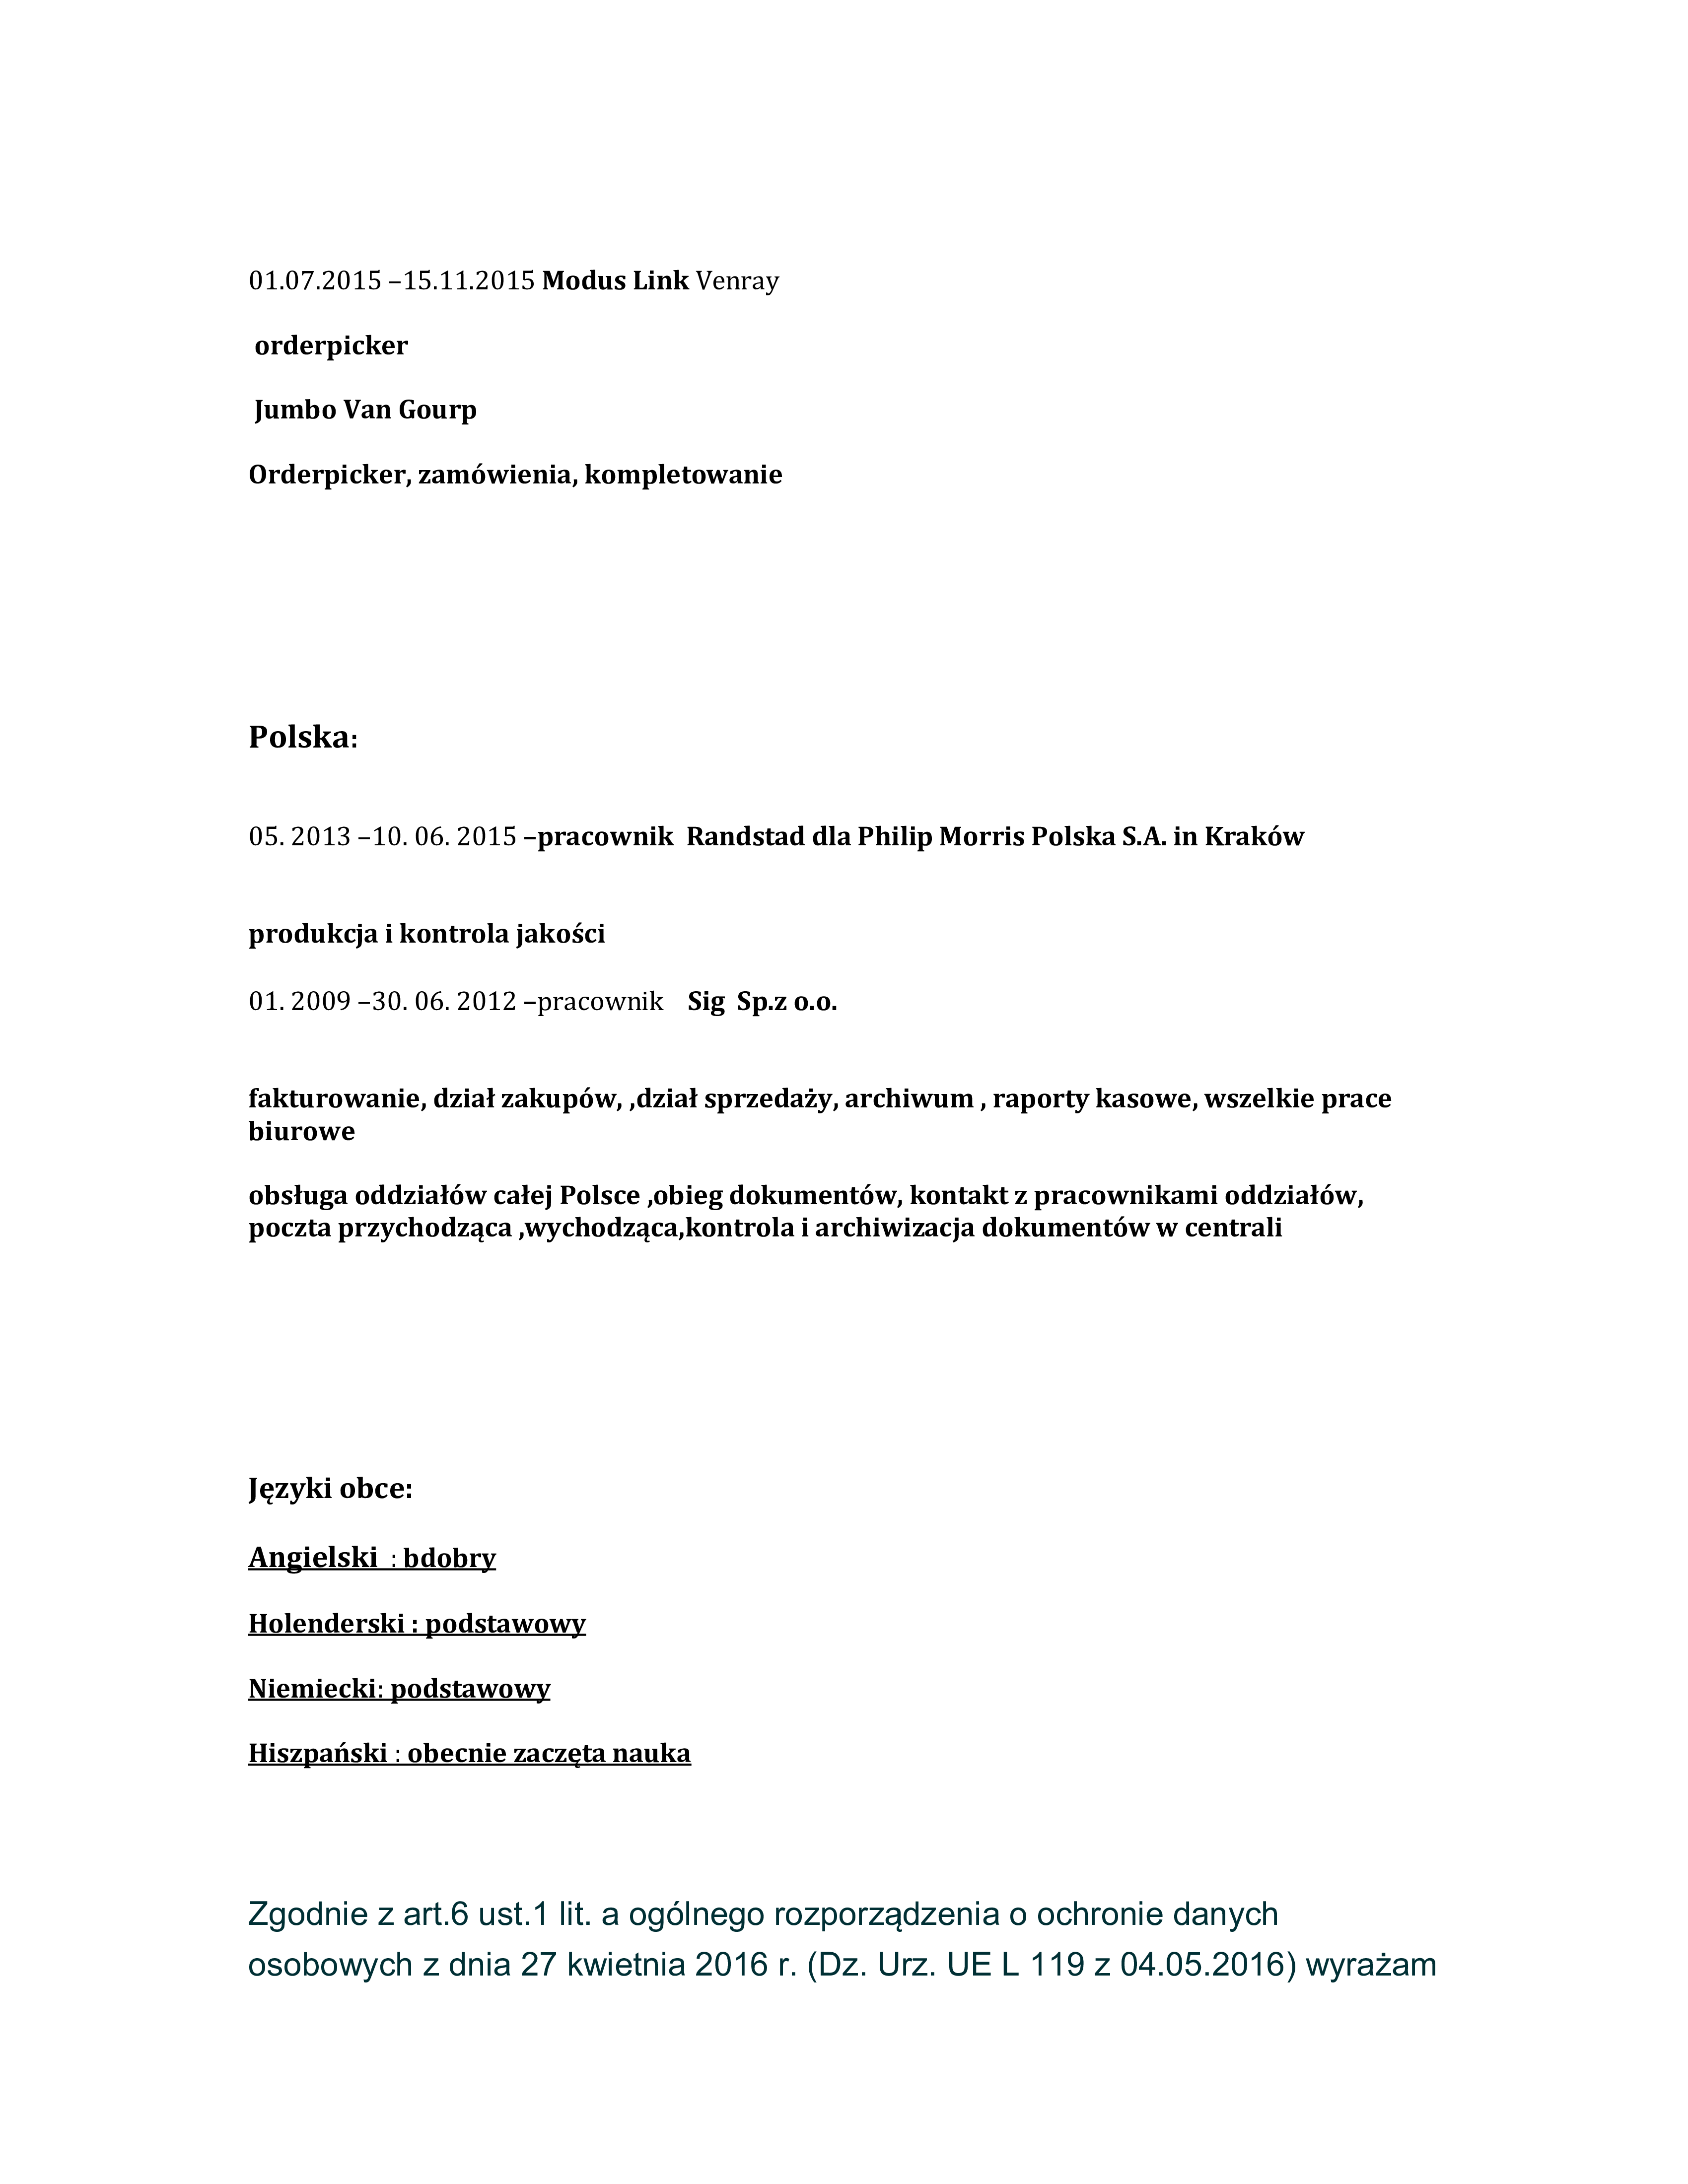 01.07.2015 –15.11.2015 Modus Link Venray
orderpicker
Jumbo Van Gourp
Orderpicker, zamówienia, kompletowanie
Polska:
05. 2013 –10. 06. 2015 –pracownik Randstad dla Philip Morris Polska S.A. in Kraków
produkcja i kontrola jakości
01. 2009 –30. 06. 2012 –pracownik Sig Sp.z o.o.
fakturowanie, dział zakupów, ,dział sprzedaży, archiwum , raporty kasowe, wszelkie prace
biurowe
obsługa oddziałów całej Polsce ,obieg dokumentów, kontakt z pracownikami oddziałów,
poczta przychodząca ,wychodząca,kontrola i archiwizacja dokumentów w centrali
Języki obce:
Angielski : bdobry
Holenderski : podstawowy
Niemiecki: podstawowy
Hiszpański : obecnie zaczęta nauka
Zgodnie z art.6 ust.1 lit. a ogólnego rozporządzenia o ochronie danych
osobowych z dnia 27 kwietnia 2016 r. (Dz. Urz. UE L 119 z 04.05.2016) wyrażam